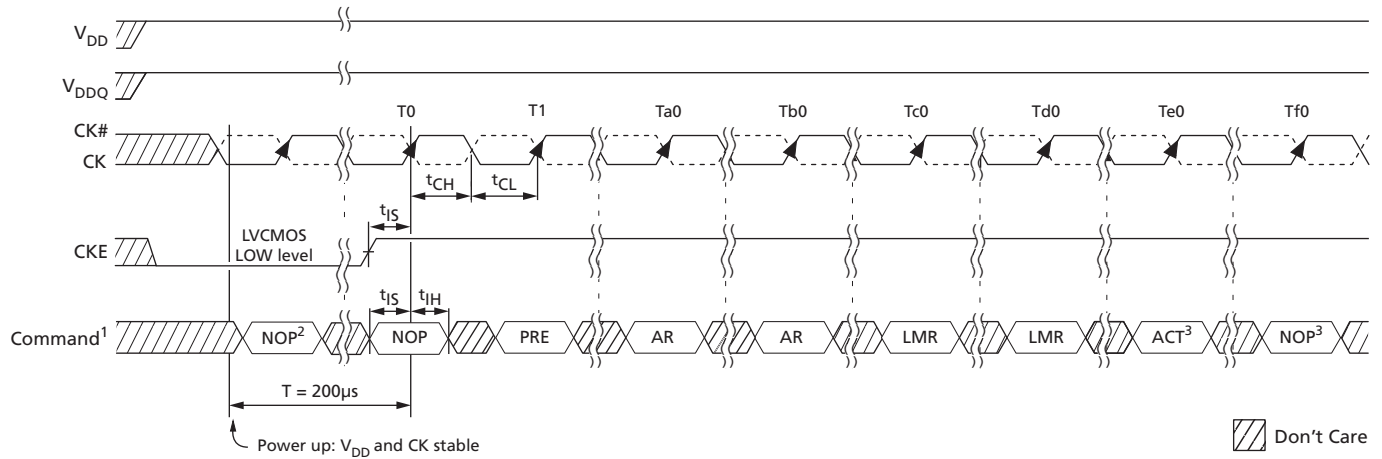 VDD
VDDQ
T0 T1 Ta0 Tb0 Tc0 Td0 Te0 Tf0
CK#
CK
tCH tCL
tIS
CKE
LVCMOS
LOW level
tIS tIH
Command1 NOP2 NOP PRE AR AR LMR LMR ACT3 NOP3
T = 200µs
Power up: VDD and CK stable
Don't Care